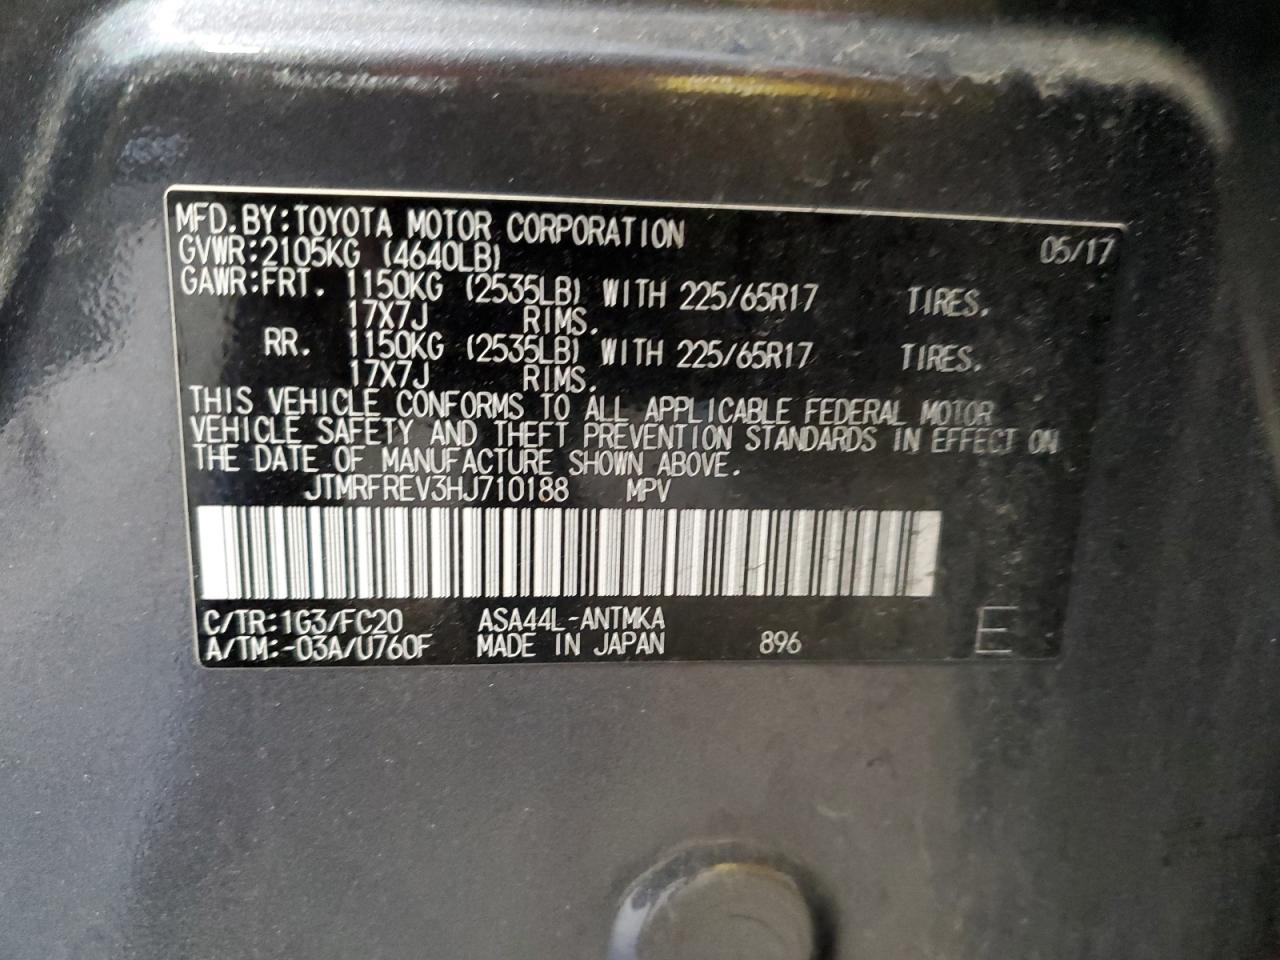 MFD.BY:TOYOTA MOTOR CORPORATION 05/17
GVWR:2105KG (4640LB)
GAWR:FRT. 1150KG (2535LB) WITH 225/65R17 TIRES.
17X7J RIMS.
RR. 1150KG (2535LB) WITH 225/65R17 TIRES.
17X7J RIMS.
THIS VEHICLE CONFORMS TO ALL APPLICABLE FEDERAL MOTOR
VEHICLE SAFETY AND THEFT PREVENTION STANDARDS IN EFFECT ON
THE DATE OF MANUFACTURE SHOWN ABOVE.
JTMRFREV3HJ710188 MPV
C/TR:1G3/FC20 ASA44L-ANTMKA
A/TM:-03A/U760F MADE IN JAPAN 896 E